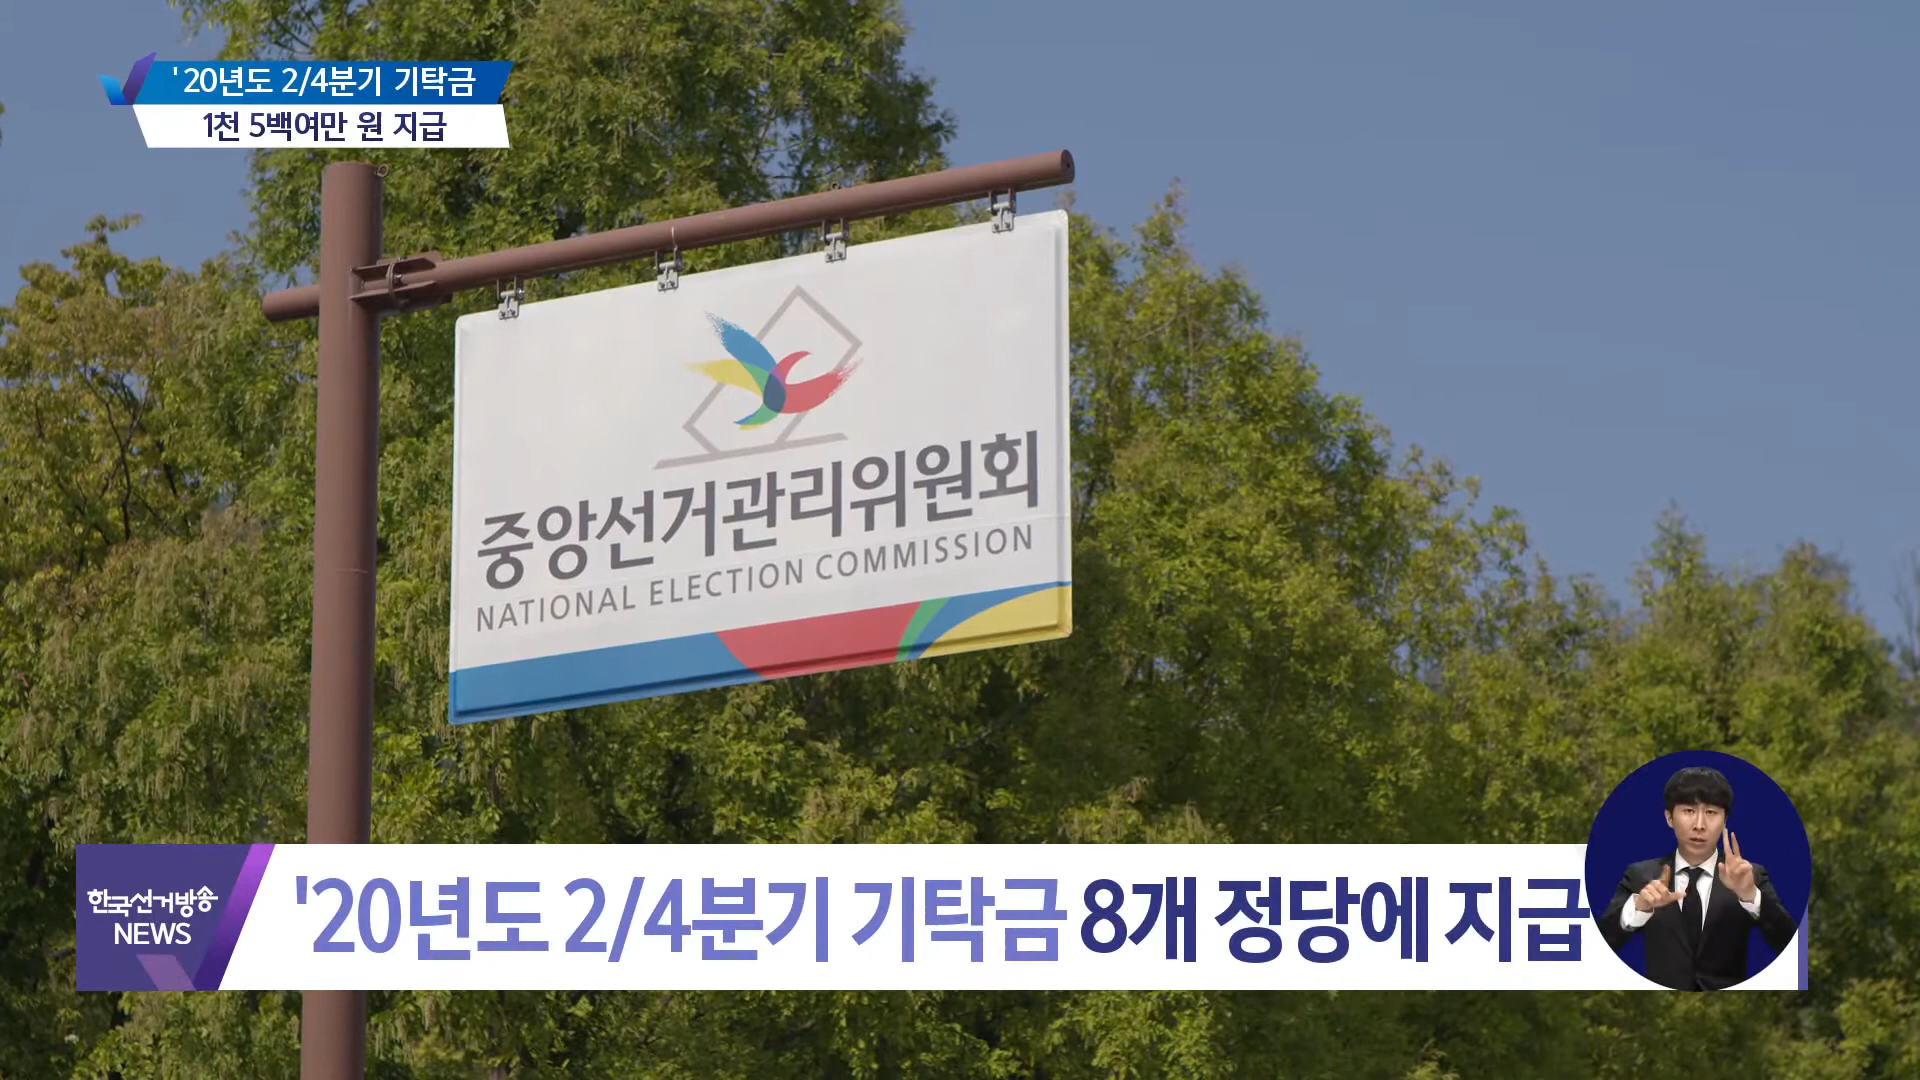 '20년도 2/4분기 기탁금
1천 5백여만 원 지급
중앙선거관리위원회
NATIONAL ELECTION COMMISSION
한국선거방송
NEWS
'20년도 2/4분기 기탁금 8개 정당에 지급